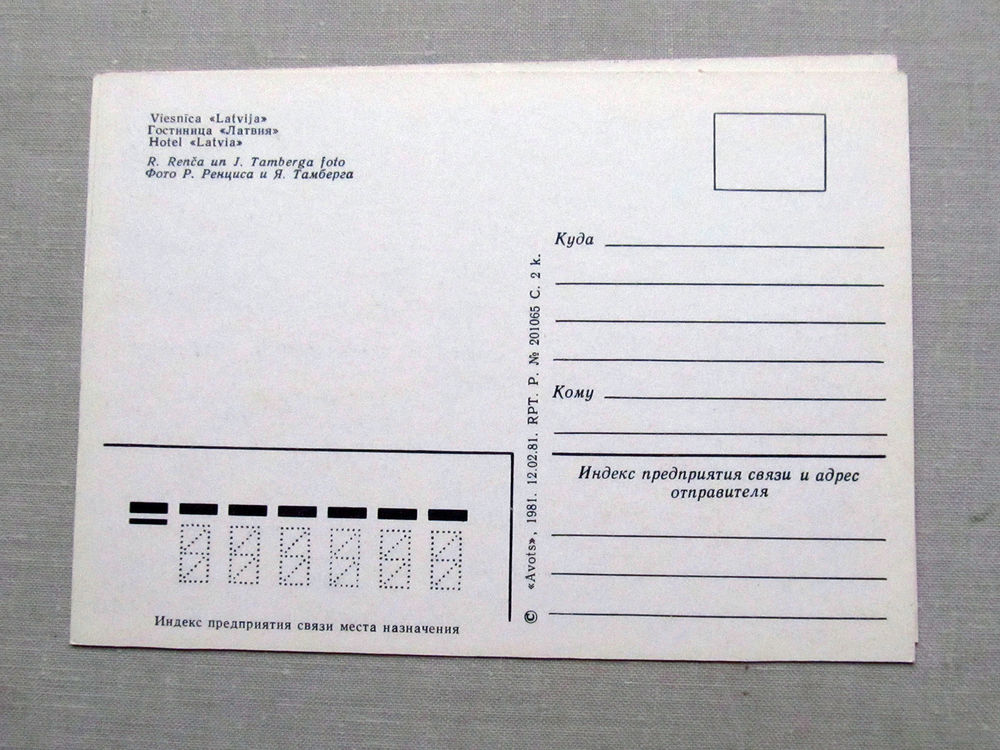 Viesnīca «Latvija»
Гостиница «Латвия»
Hotel «Latvia»
R. Renča un J. Tamberga foto
Фото Р. Ренциса и Я. Тамберга
© «Avots», 1981. 12.02.81. RPT. P. № 201065 C. 2 k.
Куда
Кому
Индекс предприятия связи и адрес
отправителя
Индекс предприятия связи места назначения